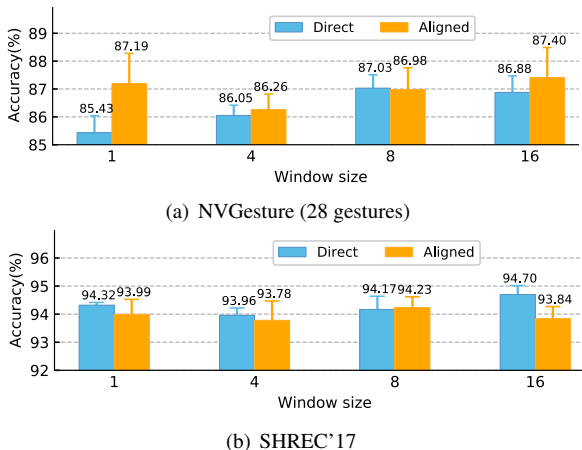 Direct Aligned
Accuracy(%)
89
88
87
86
85
85.43 87.19 86.05 86.26 87.03 86.98 86.88 87.40
1 4 8 16
Window size
(a) NVGesture (28 gestures)
Direct Aligned
Accuracy(%)
96
95
94
93
92
94.32 93.99 93.96 93.78 94.17 94.23 94.70 93.84
1 4 8 16
Window size
(b) SHREC’17